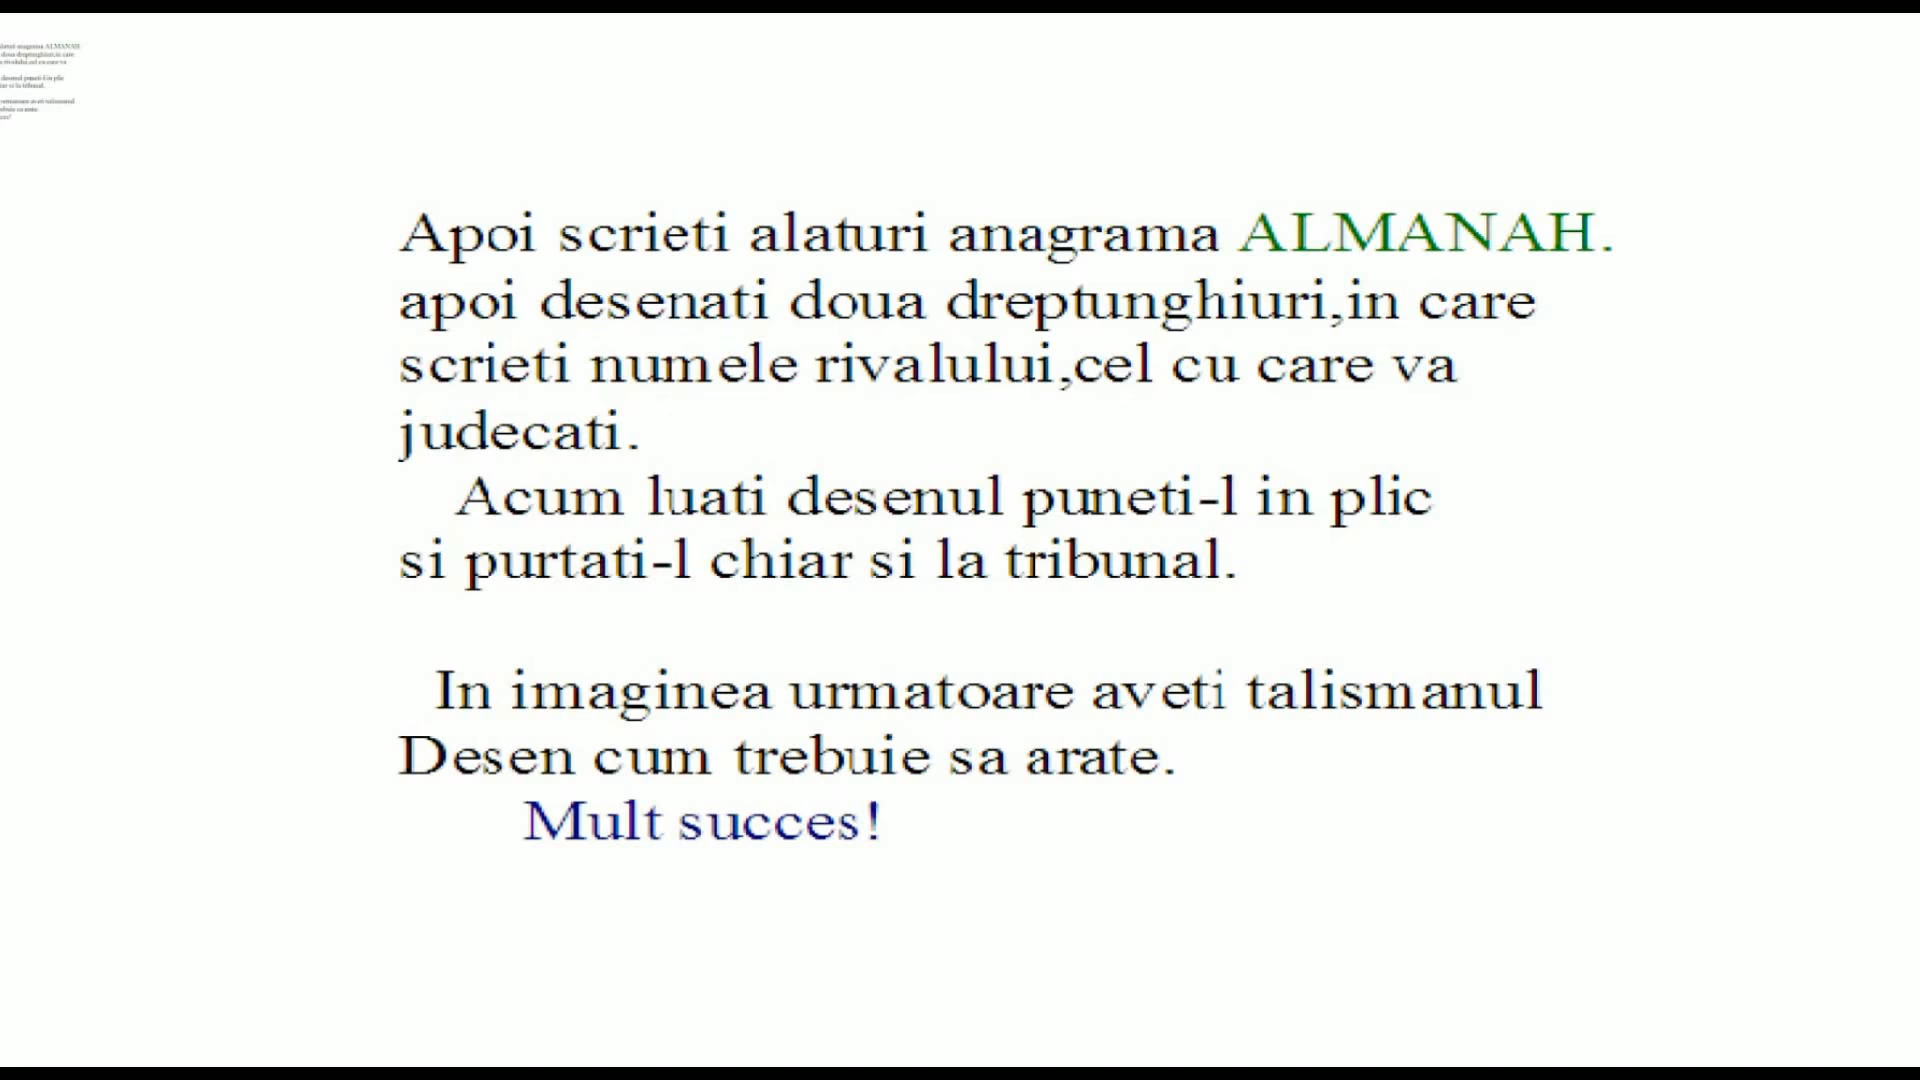 Apoi scrieti alaturi anagrama ALMANAH.
apoi desenati doua dreptunghiuri,in care
scrieti numele rivalului,cel cu care va
judecati.
Acum luati desenul puneti-l in plic
si purtati-l chiar si la tribunal.
In imaginea urmatoare aveti talismanul
Desen cum trebuie sa arate.
Mult succes!